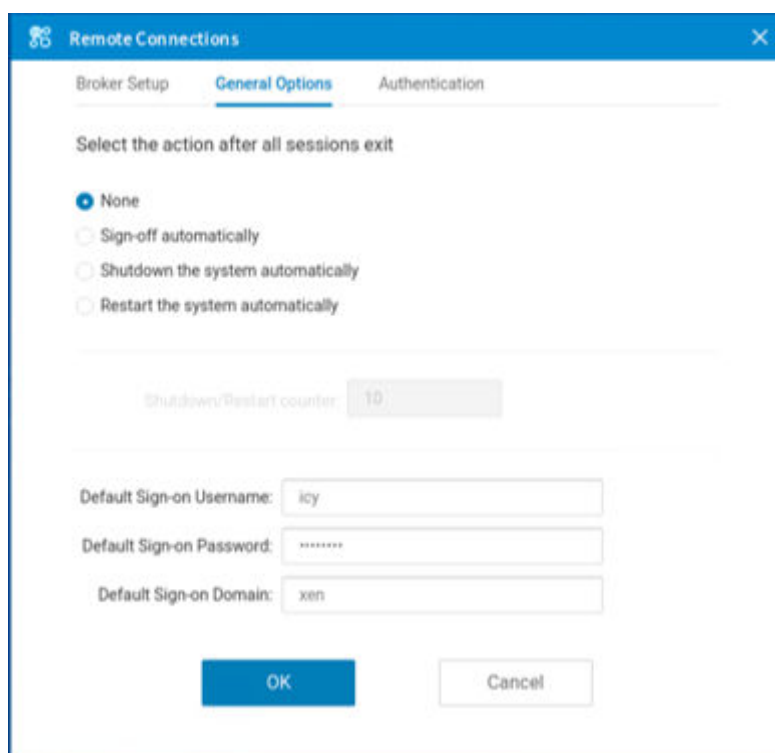 Remote Connections
Broker Setup General Options Authentication
Select the action after all sessions exit
None
Sign-off automatically
Shutdown the system automatically
Restart the system automatically
Shutdown/Restart counter: 10
Default Sign-on Username: icy
Default Sign-on Password: ········
Default Sign-on Domain: xen
OK Cancel